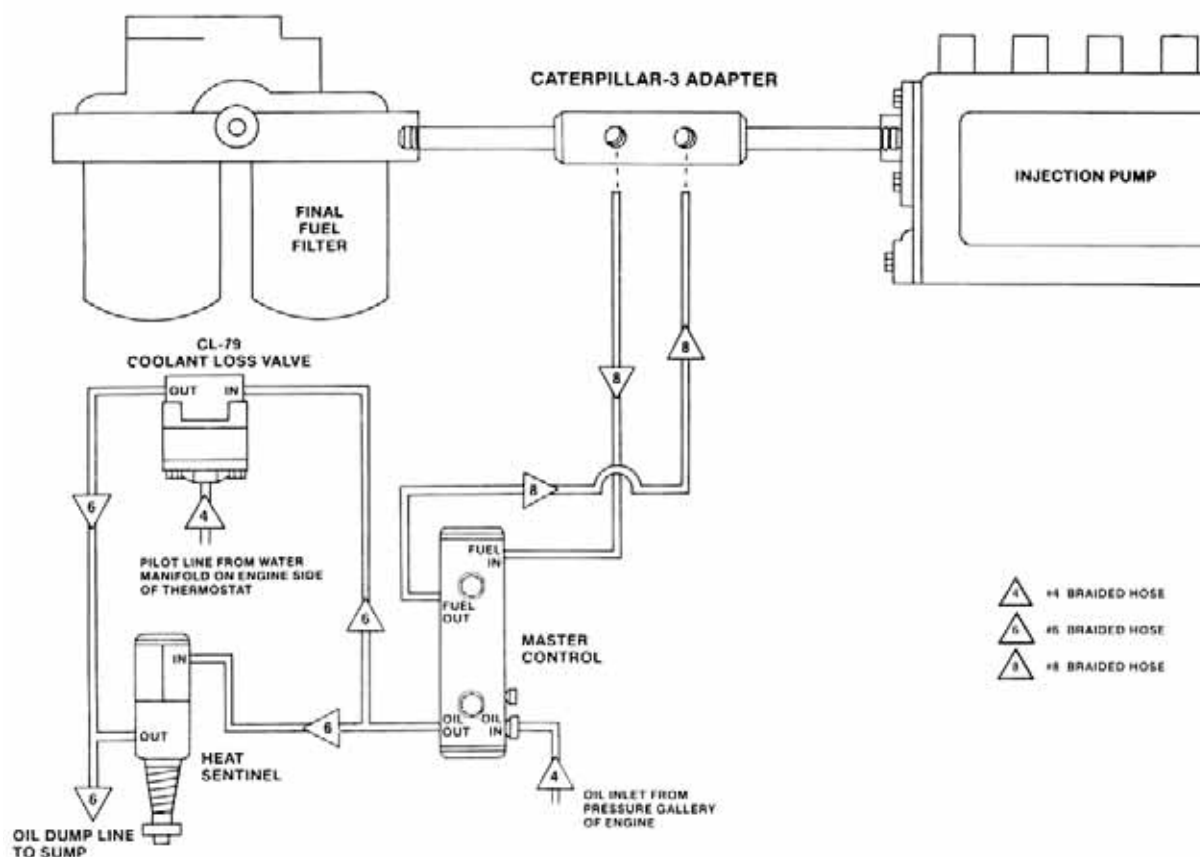 CATERPILLAR-3 ADAPTER
INJECTION PUMP
FINAL
FUEL
FILTER
CL-79
COOLANT LOSS VALVE
OUT
IN
8
8
6
4
8
PILOT LINE FROM WATER
MANIFOLD ON ENGINE SIDE
OF THERMOSTAT
FUEL
IN
FUEL
OUT
6
MASTER
CONTROL
IN
OUT
6
OIL
OUT
OIL
IN
HEAT
SENTINEL
6
4
OIL INLET FROM
PRESSURE GALLERY
OF ENGINE
OIL DUMP LINE
TO SUMP
4 #4 BRAIDED HOSE
6 #6 BRAIDED HOSE
8 #8 BRAIDED HOSE